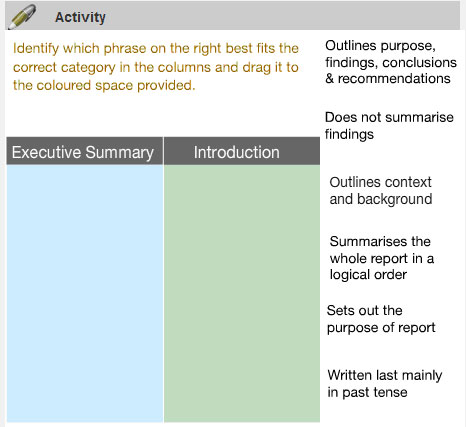 Activity
Identify which phrase on the right best fits the
correct category in the columns and drag it to
the coloured space provided.
Executive Summary
Introduction
Outlines purpose,
findings, conclusions
& recommendations
Does not summarise
findings
Outlines context
and background
Summarises the
whole report in a
logical order
Sets out the
purpose of report
Written last mainly
in past tense